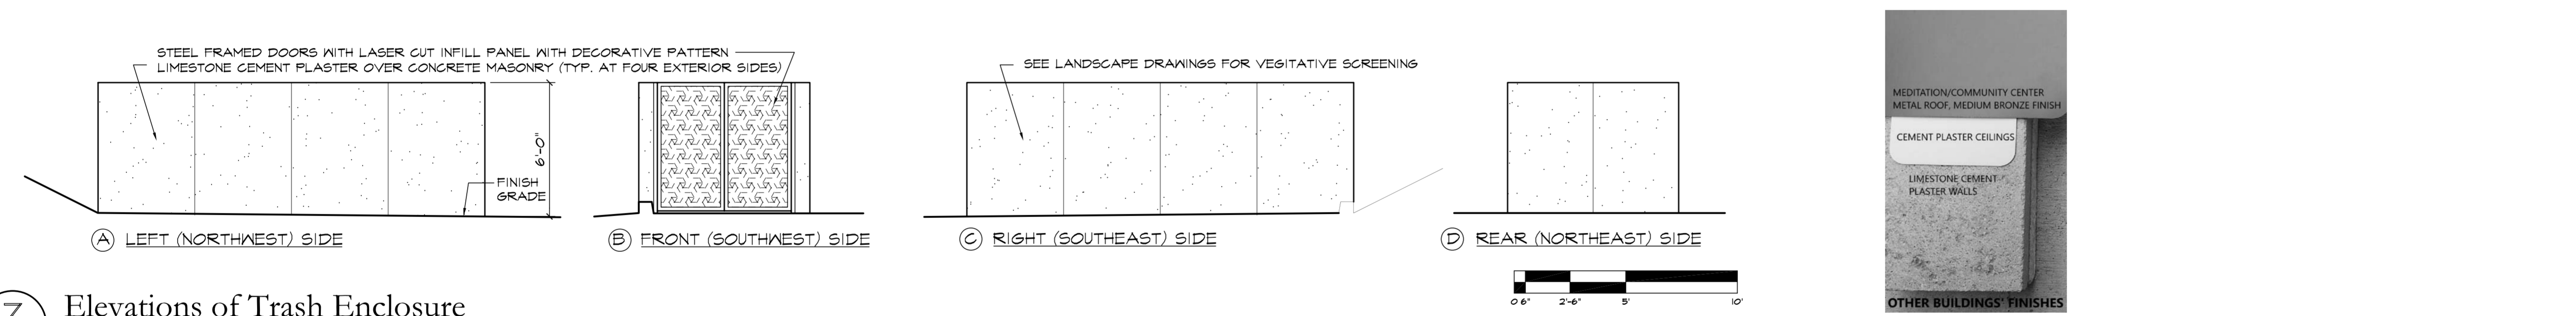 STEEL FRAMED DOORS WITH LASER CUT INFILL PANEL WITH DECORATIVE PATTERN
LIMESTONE CEMENT PLASTER OVER CONCRETE MASONRY (TYP. AT FOUR EXTERIOR SIDES)
6'-0"
FINISH
GRADE
A LEFT (NORTHWEST) SIDE
B FRONT (SOUTHWEST) SIDE
SEE LANDSCAPE DRAWINGS FOR VEGITATIVE SCREENING
C RIGHT (SOUTHEAST) SIDE
D REAR (NORTHEAST) SIDE
0 6" 2'-6" 5' 10'
Elevations of Trash Enclosure
MEDITATION/COMMUNITY CENTER
METAL ROOF, MEDIUM BRONZE FINISH
CEMENT PLASTER CEILINGS
LIMESTONE CEMENT
PLASTER WALLS
OTHER BUILDINGS' FINISHES